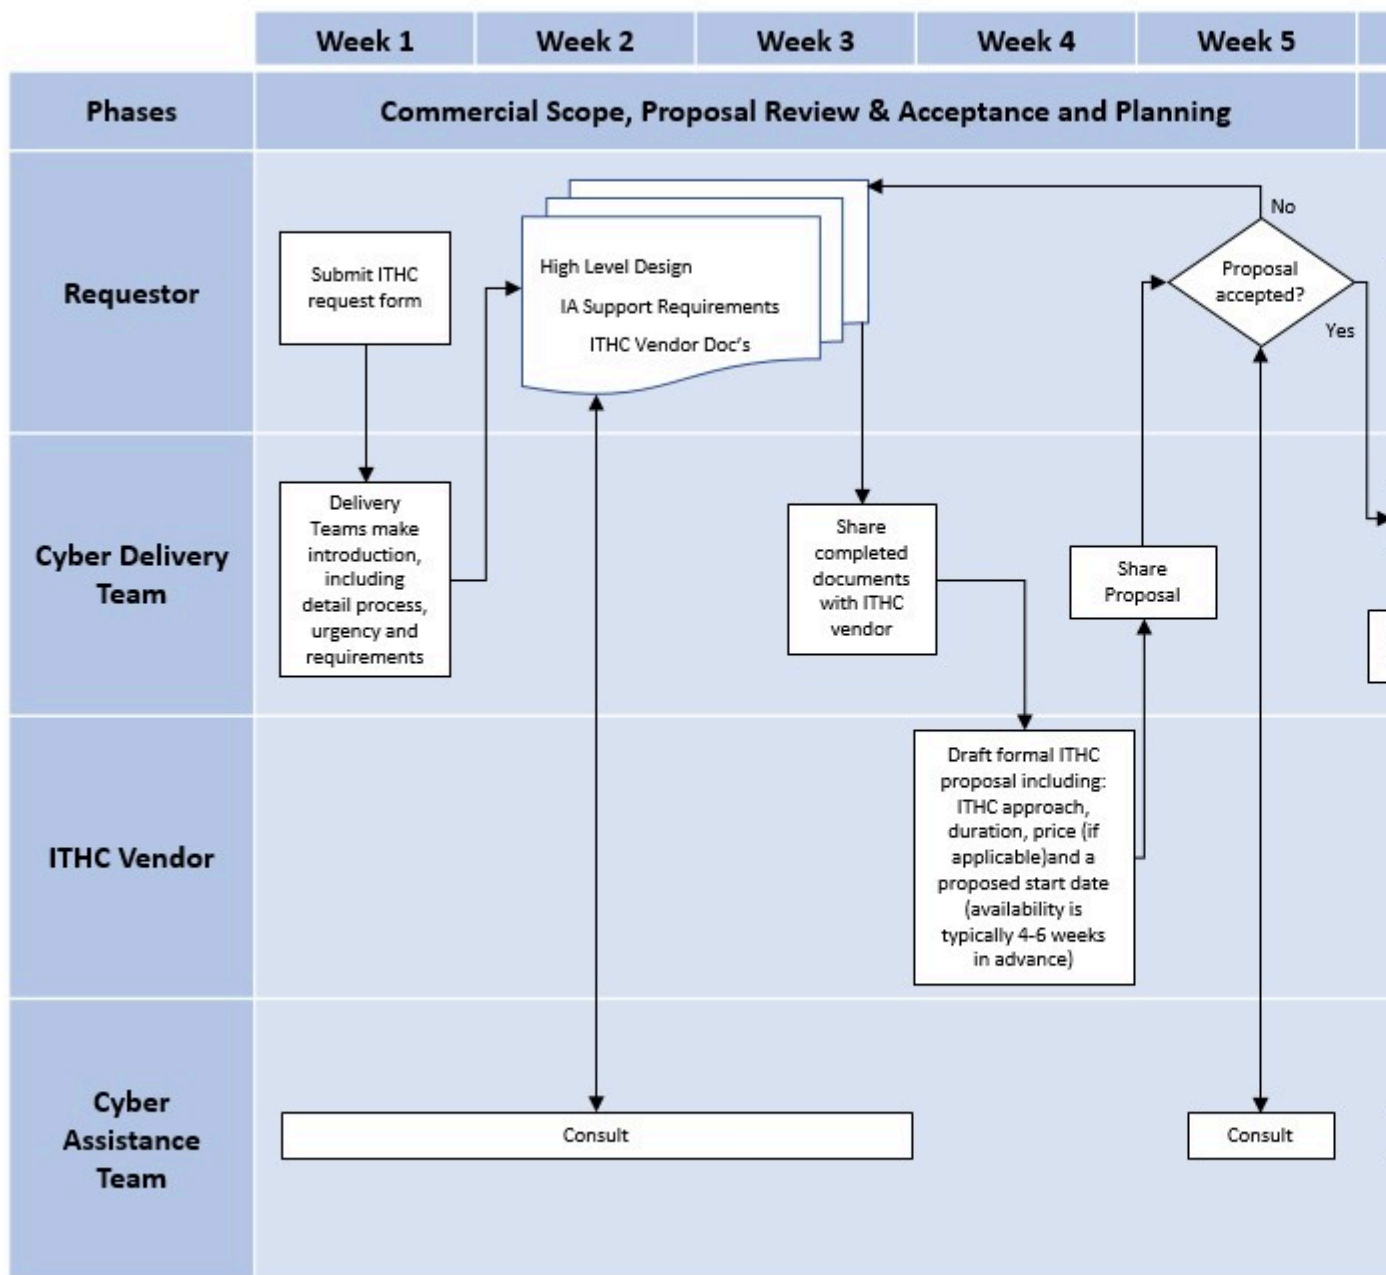 Week 1
Week 2
Week 3
Week 4
Week 5
Phases
Commercial Scope, Proposal Review & Acceptance and Planning
Requestor
Submit ITHC
request form
High Level Design
IA Support Requirements
ITHC Vendor Doc's
No
Proposal
accepted?
Yes
Cyber Delivery
Team
Delivery
Teams make
introduction,
including
detail process,
urgency and
requirements
Share
completed
documents
with ITHC
vendor
Share
Proposal
ITHC Vendor
Draft formal ITHC
proposal including:
ITHC approach,
duration, price (if
applicable)and a
proposed start date
(availability is
typically 4-6 weeks
in advance)
Cyber
Assistance
Team
Consult
Consult